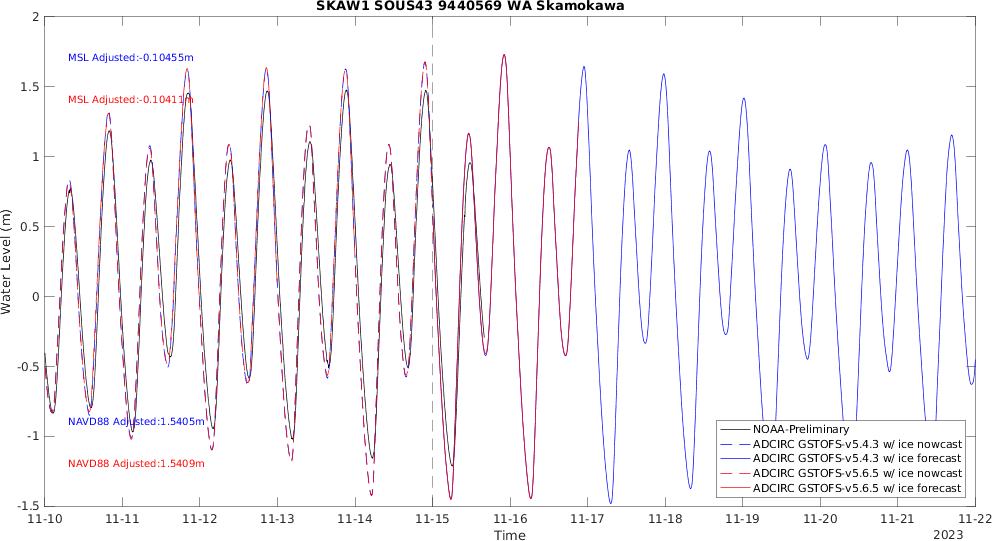 SKAW1 SOUS43 9440569 WA Skamokawa
2
1.5
1
0.5
0
-0.5
-1
-1.5
Water Level (m)
MSL Adjusted:-0.10455m
MSL Adjusted:-0.10411m
NAVD88 Adjusted:1.5405m
NAVD88 Adjusted:1.5409m
NOAA-Preliminary
ADCIRC GSTOFS-v5.4.3 w/ ice nowcast
ADCIRC GSTOFS-v5.4.3 w/ ice forecast
ADCIRC GSTOFS-v5.6.5 w/ ice nowcast
ADCIRC GSTOFS-v5.6.5 w/ ice forecast
11-10 11-11 11-12 11-13 11-14 11-15 11-16 11-17 11-18 11-19 11-20 11-21 11-22
Time
2023